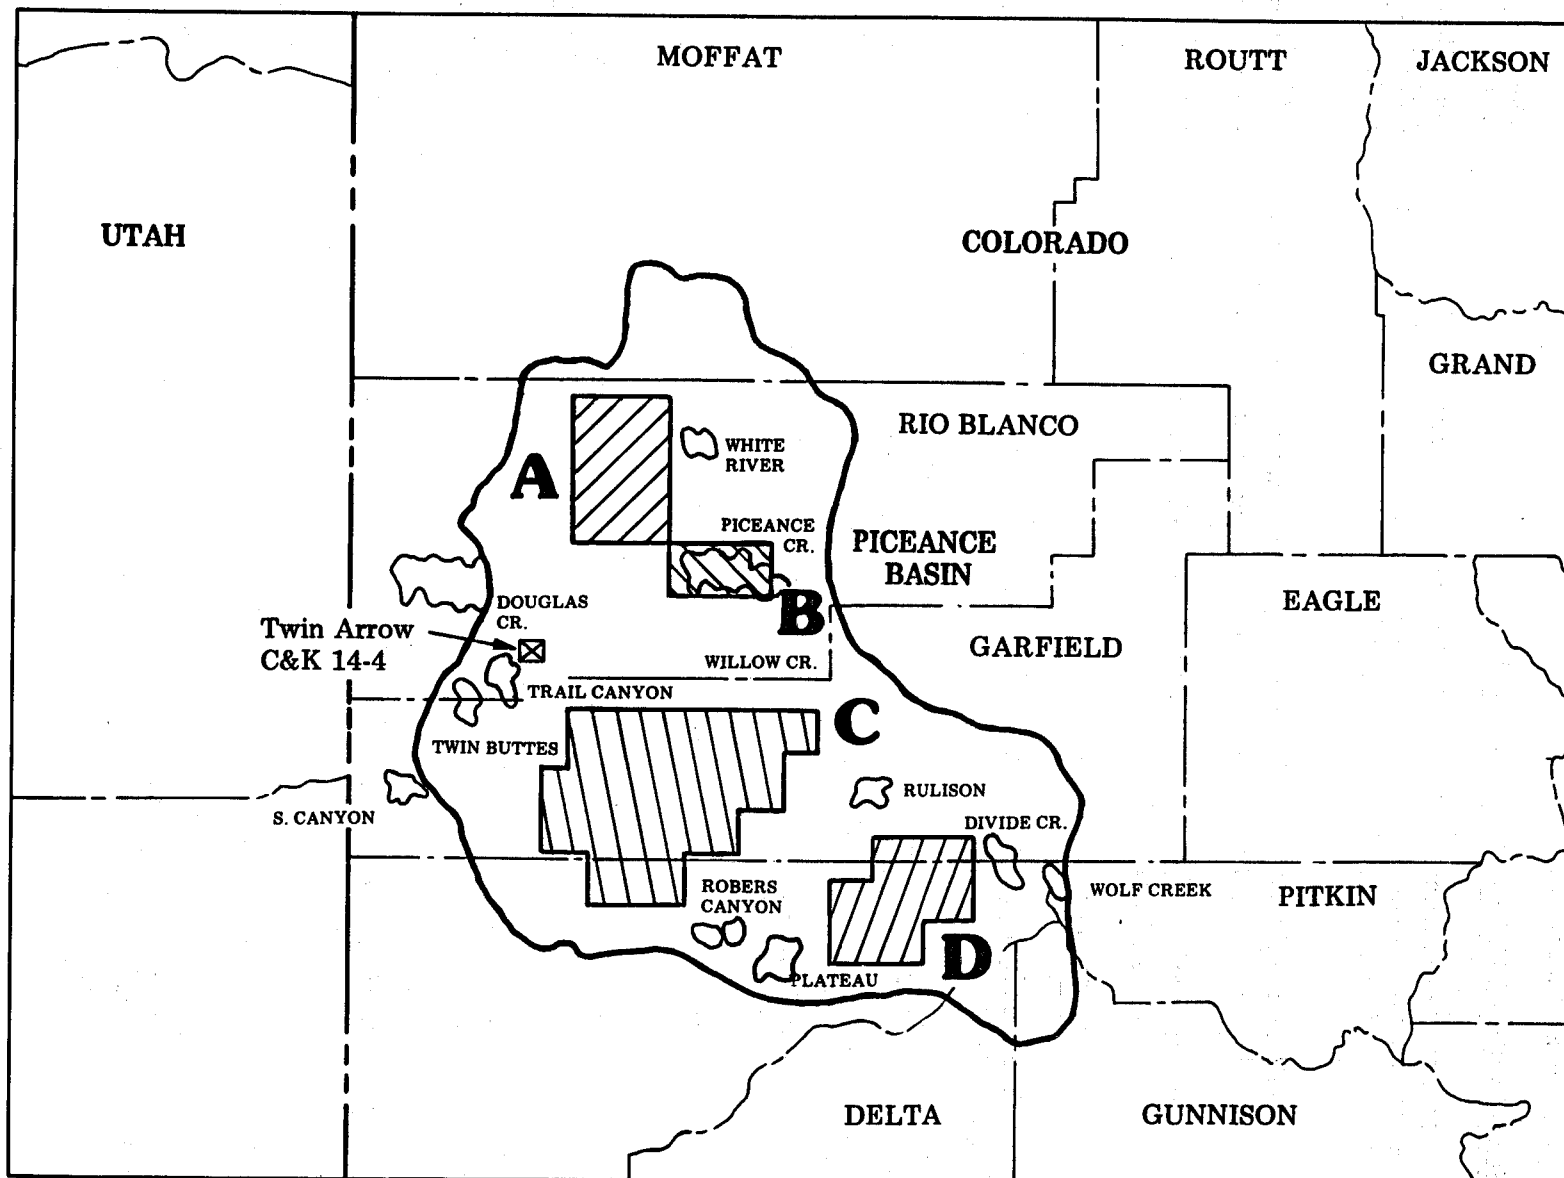 MOFFAT
ROUTT
JACKSON
UTAH
COLORADO
GRAND
RIO BLANCO
WHITE
RIVER
A
PICEANCE
CR.
PICEANCE
BASIN
EAGLE
DOUGLAS
CR.
B
Twin Arrow
C&K 14-4
GARFIELD
WILLOW CR.
TRAIL CANYON
C
TWIN BUTTES
RULISON
S. CANYON
DIVIDE CR.
ROBERS
CANYON
WOLF CREEK
PITKIN
D
PLATEAU
DELTA
GUNNISON